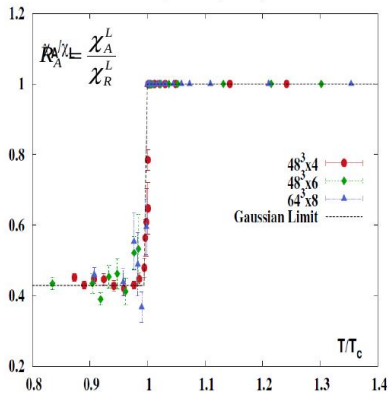 1.2
R_A = χ_A^L / χ_R^L
1
0.8
48³x4
48³x6
64³x8
Gaussian Limit
0.6
0.4
T/T_c
0.2
0.8 0.9 1 1.1 1.2 1.3 1.4